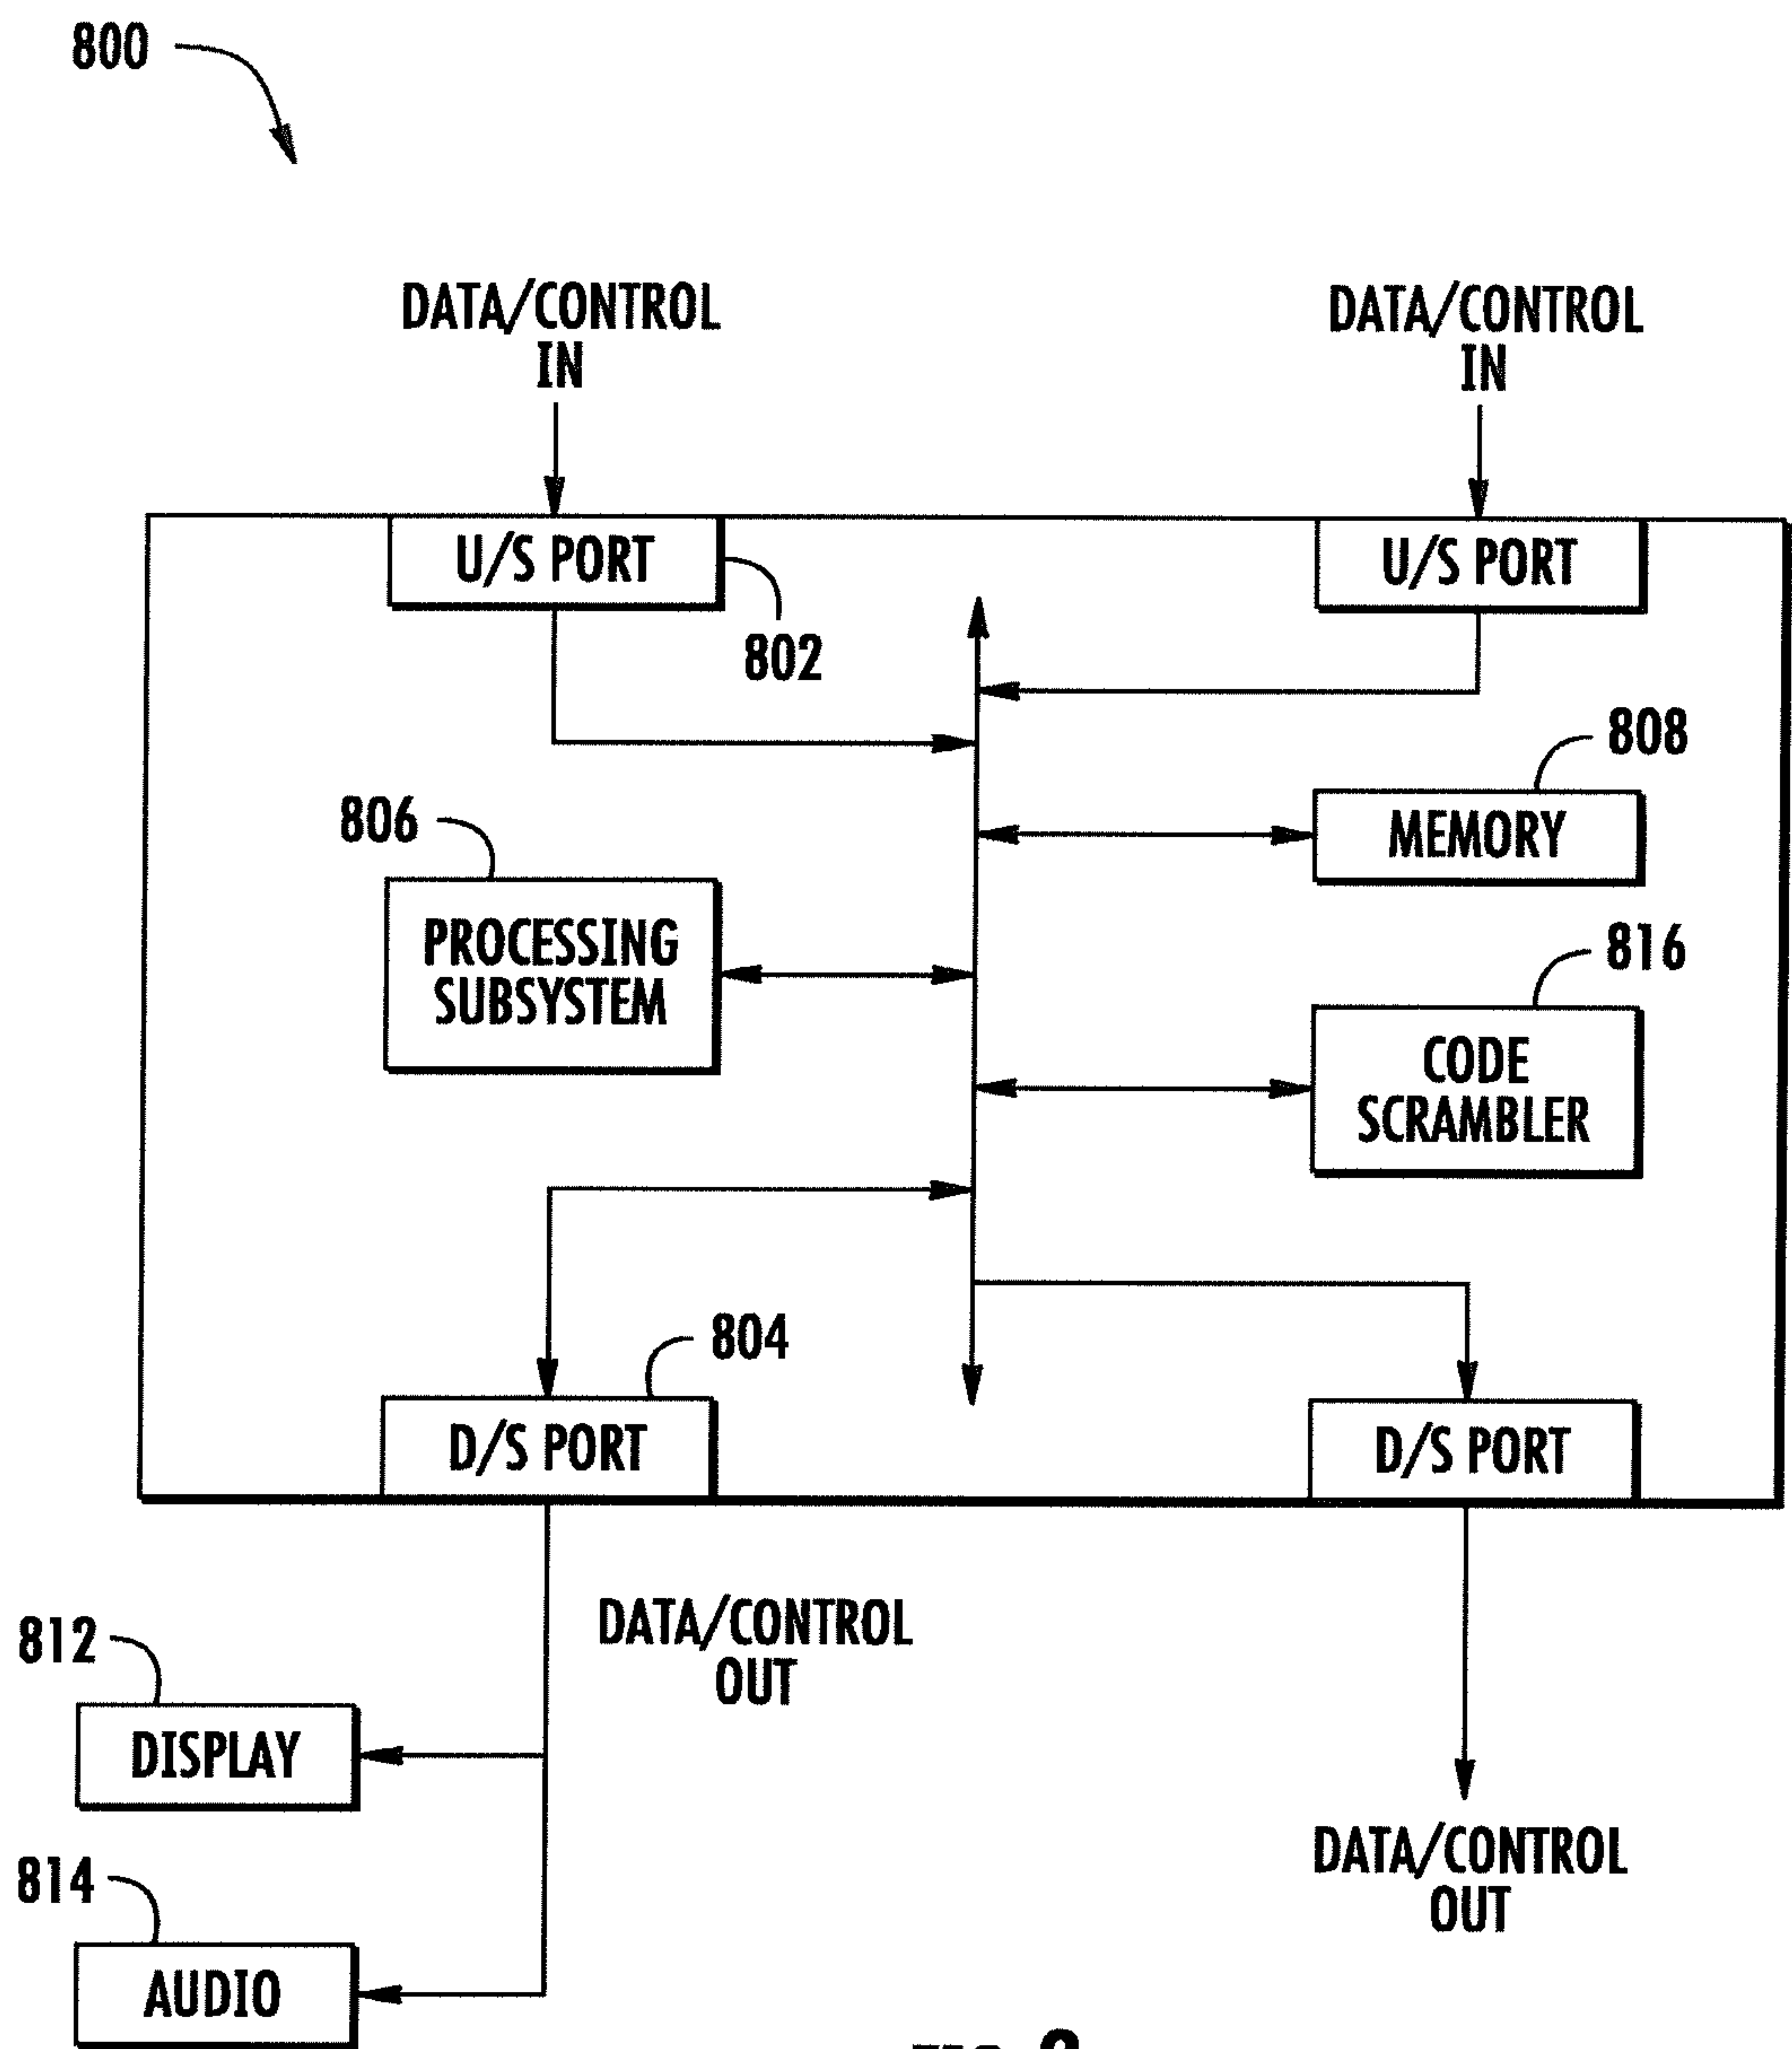 800
DATA/CONTROL
IN
DATA/CONTROL
IN
U/S PORT
U/S PORT
802
808
MEMORY
806
PROCESSING
SUBSYSTEM
816
CODE
SCRAMBLER
804
D/S PORT
D/S PORT
DATA/CONTROL
OUT
812
DISPLAY
DATA/CONTROL
OUT
814
AUDIO